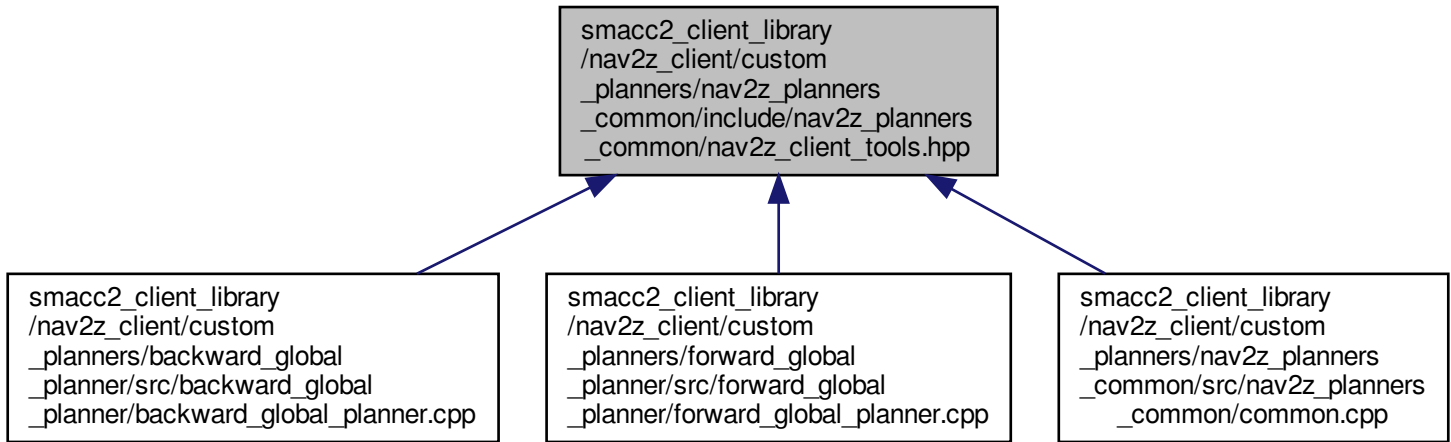 smacc2_client_library
/nav2z_client/custom
_planners/nav2z_planners
_common/include/nav2z_planners
_common/nav2z_client_tools.hpp
smacc2_client_library
/nav2z_client/custom
_planners/backward_global
_planner/src/backward_global
_planner/backward_global_planner.cpp
smacc2_client_library
/nav2z_client/custom
_planners/forward_global
_planner/src/forward_global
_planner/forward_global_planner.cpp
smacc2_client_library
/nav2z_client/custom
_planners/nav2z_planners
_common/src/nav2z_planners
_common/common.cpp